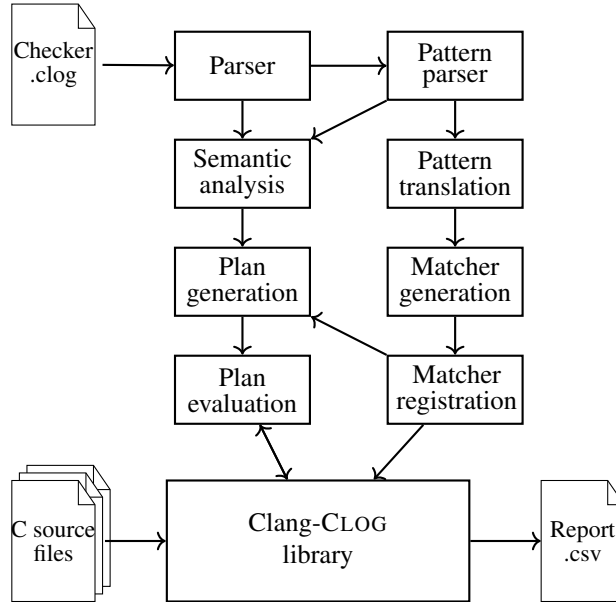 Checker
.clog
Parser
Pattern
parser
Semantic
analysis
Pattern
translation
Plan
generation
Matcher
generation
Plan
evaluation
Matcher
registration
C source
files
Clang-CLOG
library
Report
.csv